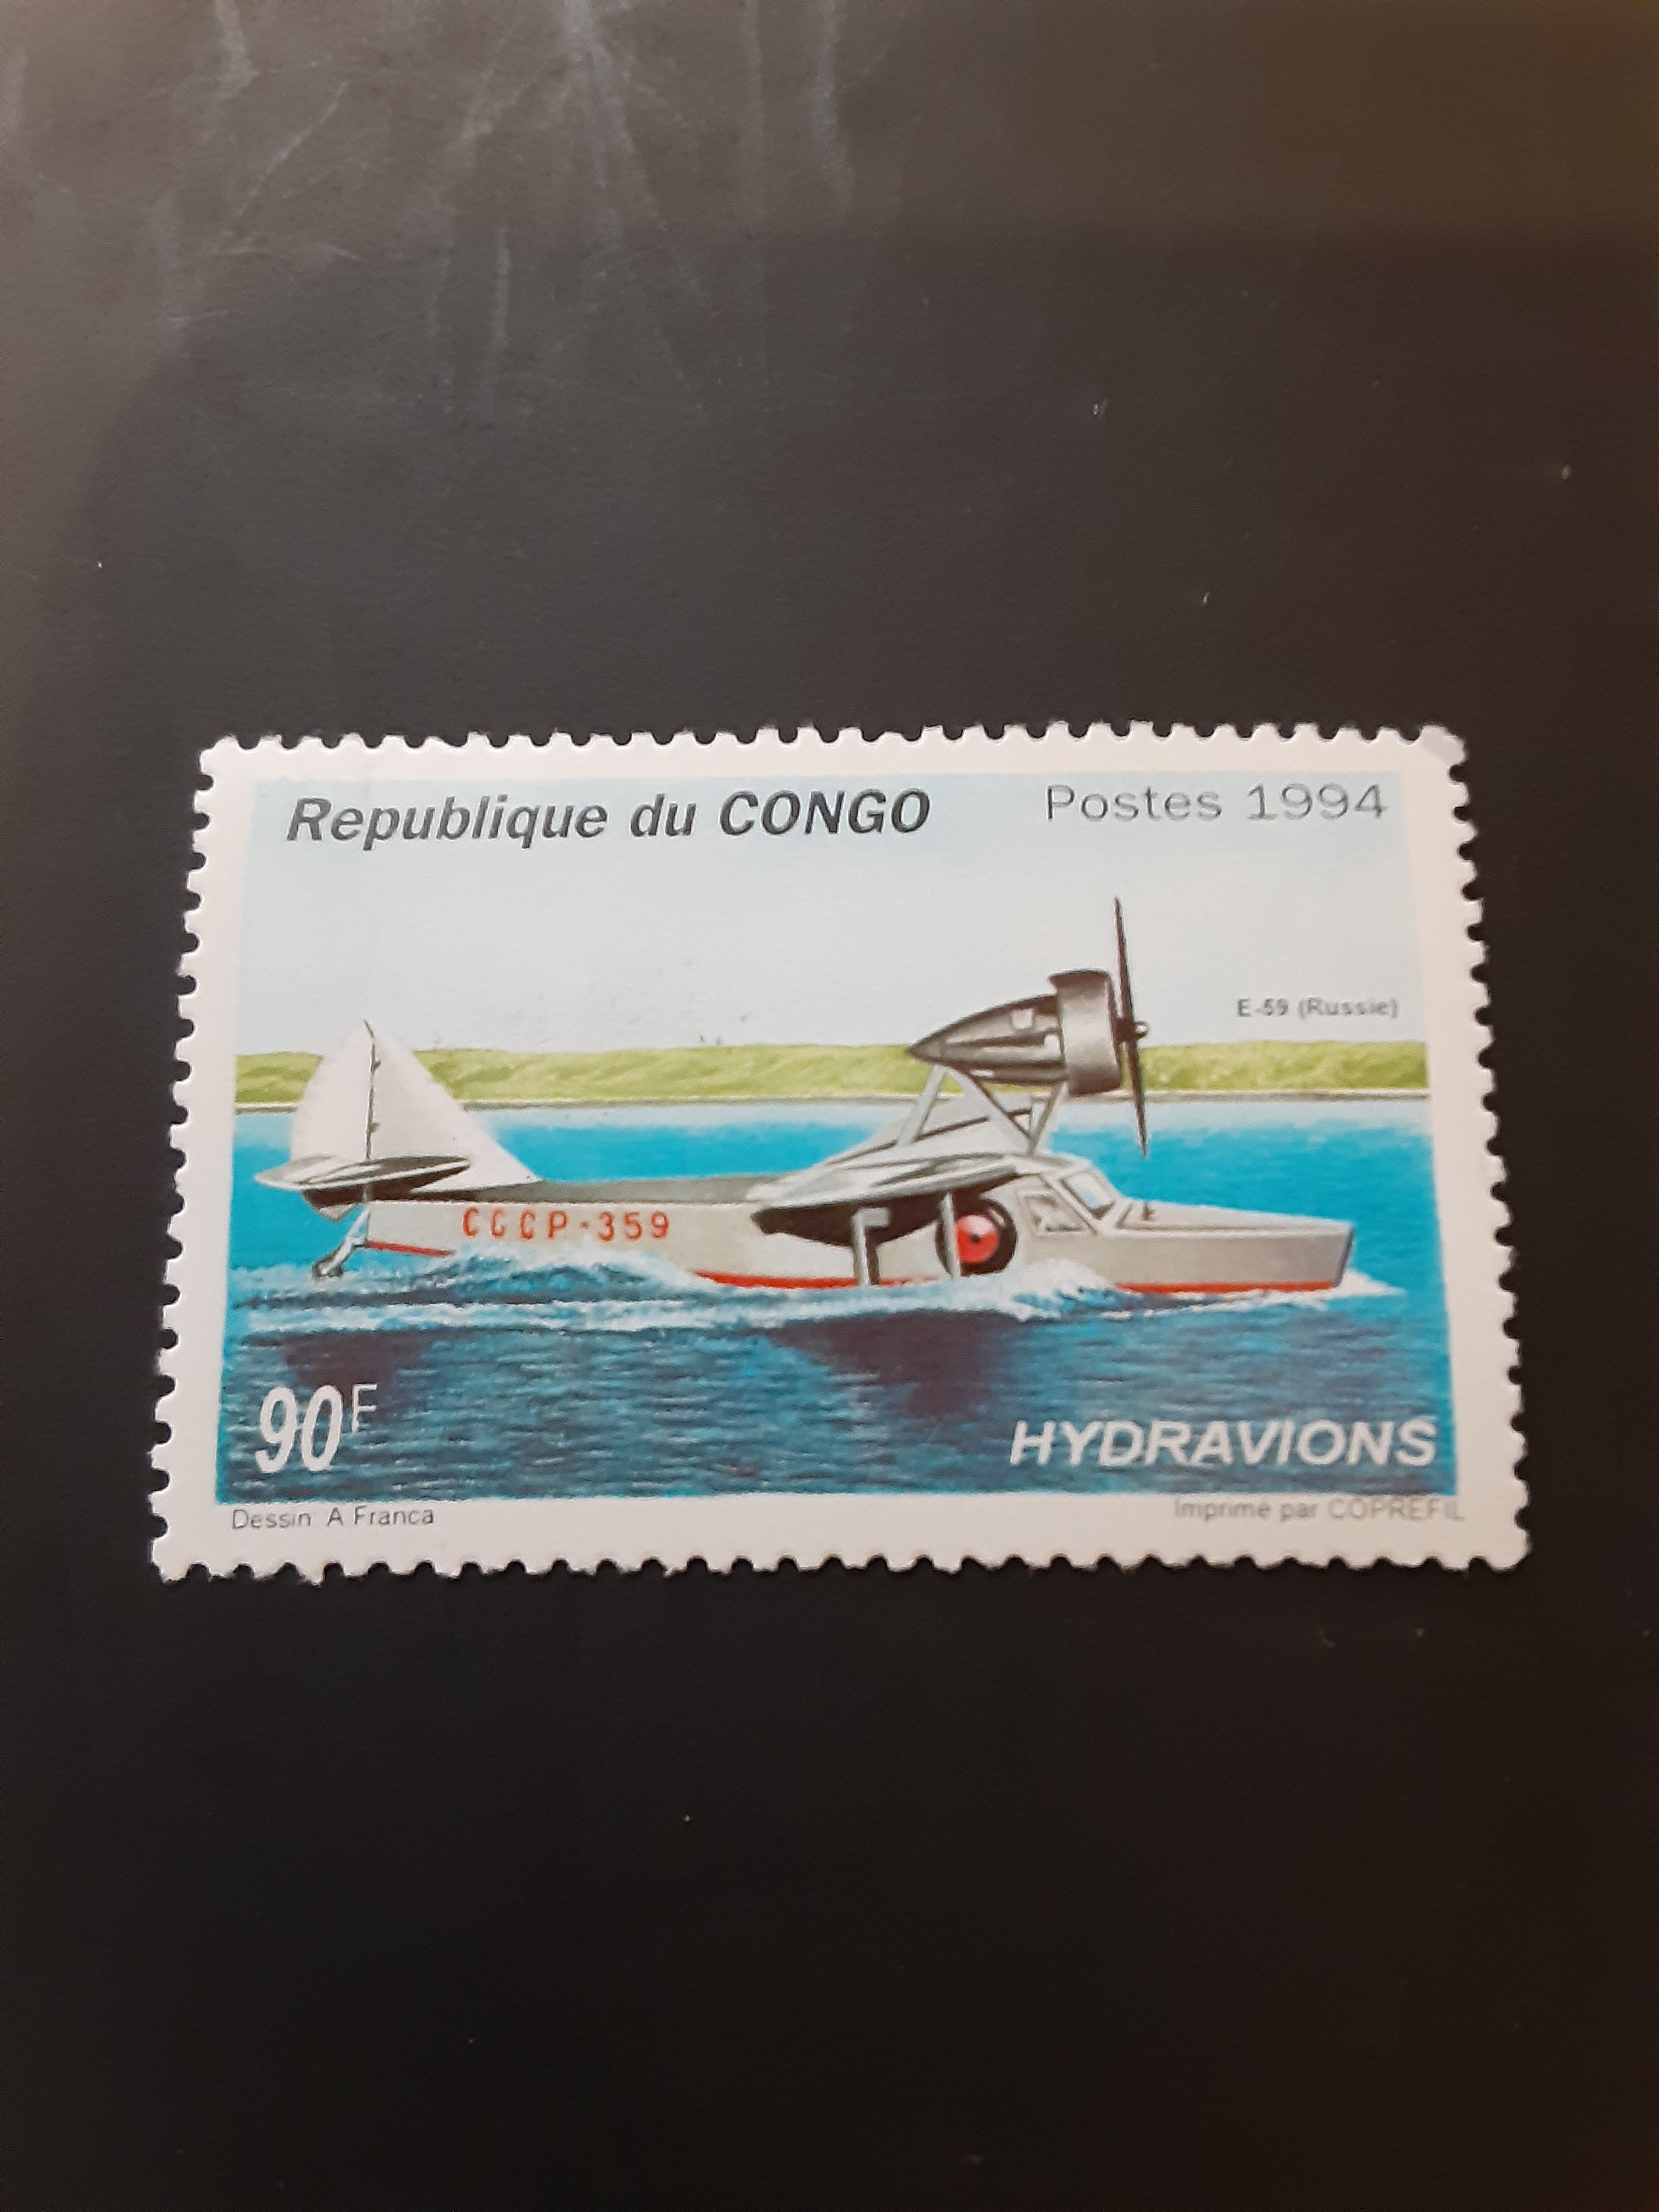 Republique du CONGO
Postes 1994
E-59 (Russie)
CCCP-359
90F
HYDRAVIONS
Dessin A Franca
Imprimé par COPREFIL